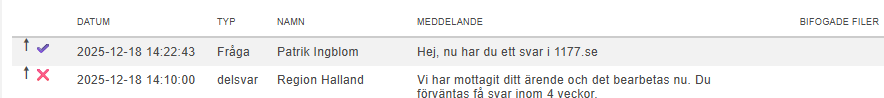 DATUM TYP NAMN MEDDELANDE BIFOGADE FILER
2025-12-18 14:22:43 Fråga Patrik Ingblom Hej, nu har du ett svar i 1177.se
2025-12-18 14:10:00 delsvar Region Halland Vi har mottagit ditt ärende och det bearbetas nu. Du
förväntas få svar inom 4 veckor.